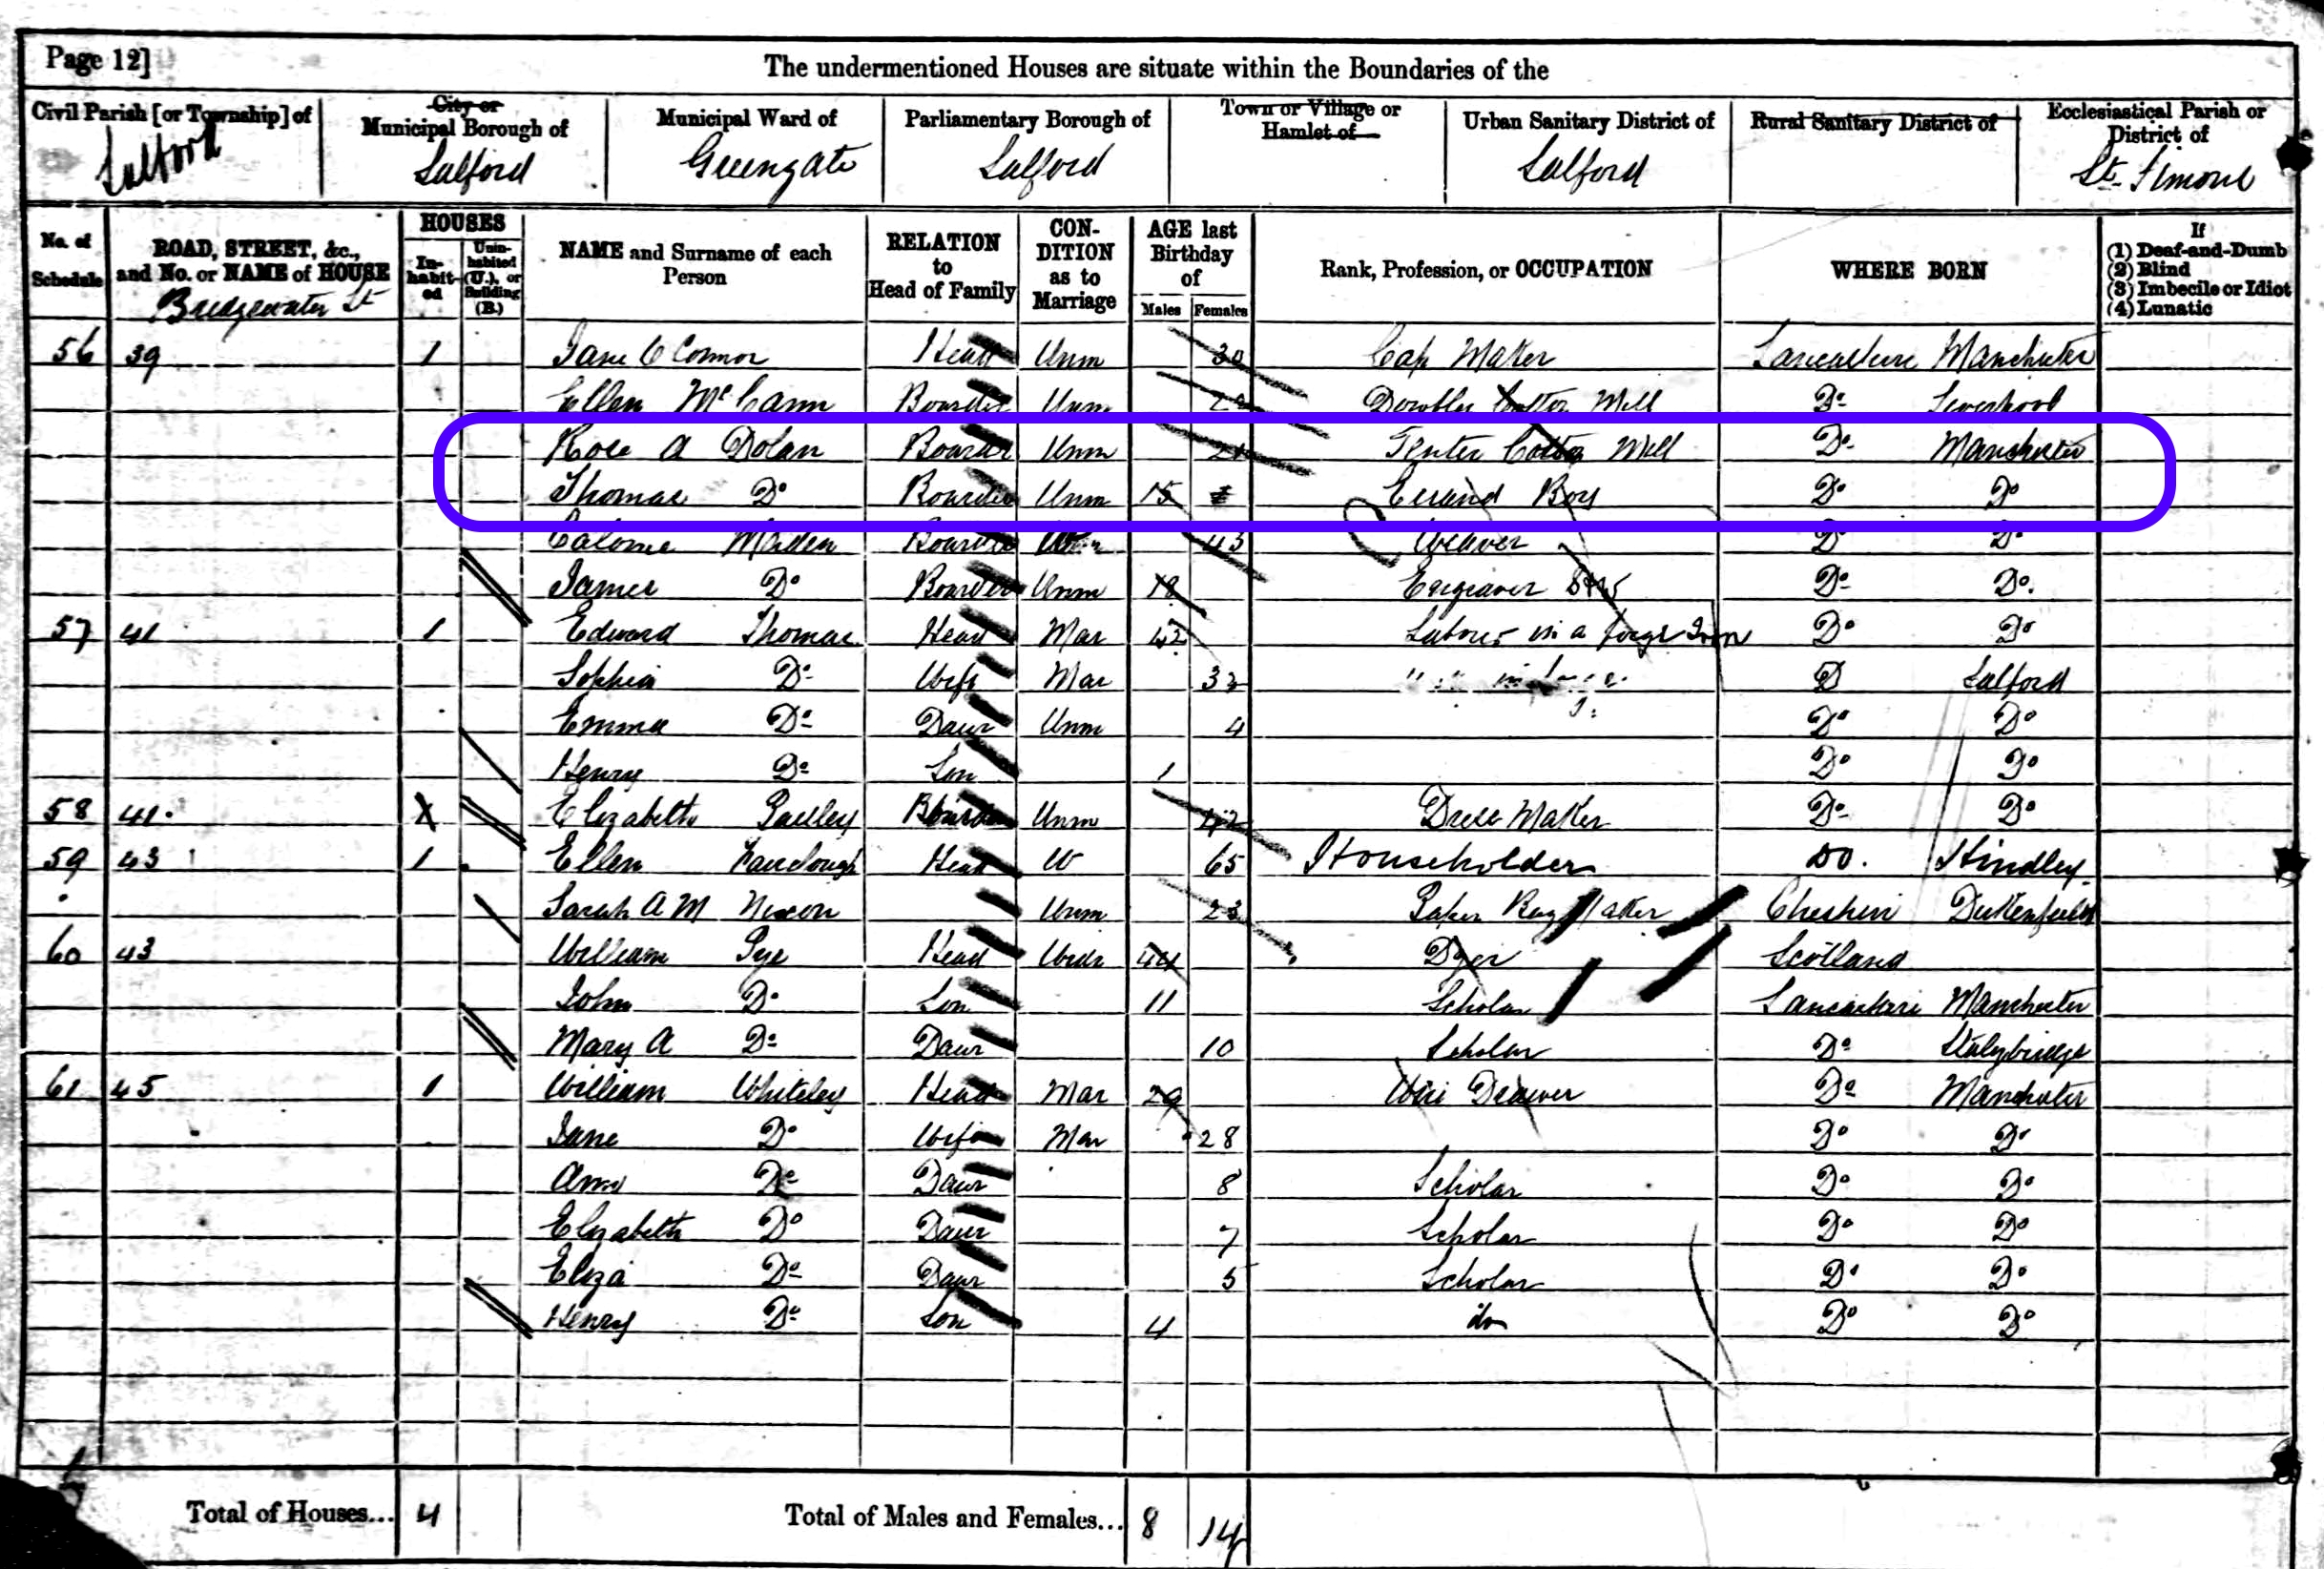 Page 12]
The undermentioned Houses are situate within the Boundaries of the
Civil Parish [or Township] of
City or Municipal Borough of
Municipal Ward of
Parliamentary Borough of
Town or Village or Hamlet of
Urban Sanitary District of
Rural Sanitary District of
Ecclesiastical Parish or District of
Salford Salford Greengate Salford Salford St. Simons
No. of Schedule
ROAD, STREET, &c., and No. or NAME of HOUSE
HOUSES
Inhabited
Uninhabited (U.), or Building (B.)
NAME and Surname of each Person
RELATION to Head of Family
CONDITION as to Marriage
AGE last Birthday of
Males Females
Rank, Profession, or OCCUPATION
WHERE BORN
If
(1) Deaf-and-Dumb
(2) Blind
(3) Imbecile or Idiot
(4) Lunatic
Bridgewater St
56 39 1 Jane O Connor Head Unm 30 Cap Maker Lancashire Manchester
Ellen Mc Cann Boarder Unm Doubler Cotton Mill Do Liverpool
Rose A Dolan Boarder Unm 21 Tenter Cotton Mill Do Manchester
Thomas Do Boarder Unm 15 Errand Boy Do Do
Boarder 43 Weaver Do Do
James Do Boarder Unm 18 Engraver Do Do
57 41 1 Edward Thomas Head Mar 42 Labour in a forge Iron Do Do
Sophia Do Wife Mar D Salford
Emma Do Daur Unm 4 Do Do
Henry Do Son 1 Do Do
58 41 X Elizabeth Boarder Unm 42 Dress Maker Do Do
59 43 1 Ellen Fairclough Head W 65 Householder Do. Hindley
Sarah A M Nixon Unm 23 Paper Bag Maker Cheshire Dukenfield
60 43 William Pye Head Widr 44 Dyer Scotland
John Do Son 11 Scholar Lancashire Manchester
Mary A Do Daur 10 Scholar Do Stalybridge
61 45 1 William Whiteley Head Mar 29 Wire Drawer Do Manchester
Jane Do Wife Mar 28 Do Do
Ann Do Daur 8 Scholar Do Do
Elizabeth Do Daur 7 Scholar Do Do
Eliza Do Daur 5 Scholar Do Do
Henry Do Son 4 do Do Do
Total of Houses... 4 Total of Males and Females... 8 14